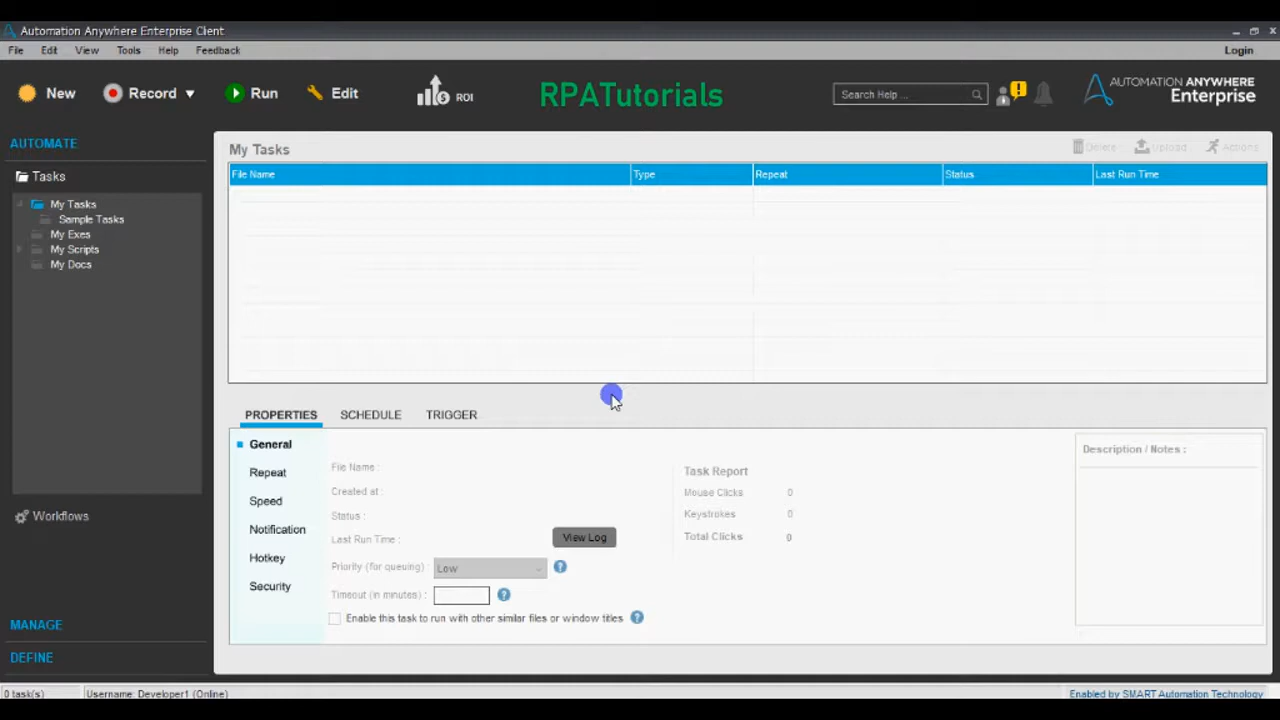 Automation Anywhere Enterprise Client
File Edit View Tools Help Feedback Login
New Record Run Edit ROI RPATutorials Search Help ... AUTOMATION ANYWHERE
Enterprise
AUTOMATE
My Tasks Delete Upload Actions
File Name Type Repeat Status Last Run Time
Tasks
My Tasks
Sample Tasks
My Exes
My Scripts
My Docs
Workflows
MANAGE
DEFINE
PROPERTIES SCHEDULE TRIGGER
General
Repeat
Speed
Notification
Hotkey
Security
File Name :
Created at :
Status :
Last Run Time : View Log
Priority (for queuing) : Low
Timeout (in minutes) :
Enable this task to run with other similar files or window titles
Task Report
Mouse Clicks 0
Keystrokes 0
Total Clicks 0
Description / Notes :
0 task(s) Username: Developer1 (Online) Enabled by SMART Automation Technology